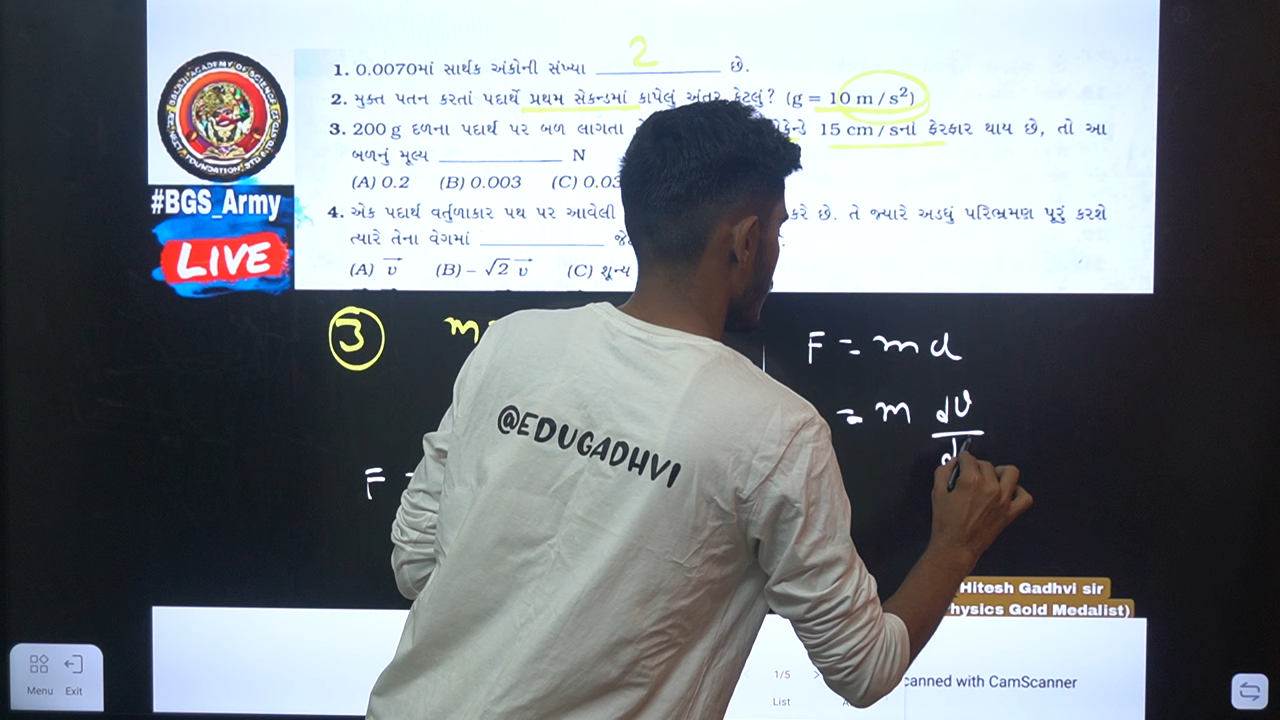 1. 0.0070માં સાર્થક અંકોની સંખ્યા 2 છે.
2. મુક્ત પતન કરતાં પદાર્થે પ્રથમ સેકન્ડમાં કાપેલું અંતર કેટલું? (g = 10 m/s²)
3. 200 g દળના પદાર્થ પર બળ લાગતા 15 cm/sનો ફેરફાર થાય છે, તો આ
બળનું મૂલ્ય ____________ N
(A) 0.2 (B) 0.003 (C) 0.03
4. એક પદાર્થ વર્તુળાકાર પથ પર આવેલી કરે છે. તે જ્યારે અડધું પરિભ્રમણ પૂરું કરશે
ત્યારે તેના વેગમાં ____________
(A) v⃗ (B) – √2 v⃗ (C) શૂન્ય
#BGS_Army
LIVE
3 m
F = ma
= m dv
d
F =
@EDUGADHVI
Hitesh Gadhvi sir
hysics Gold Medalist)
Menu Exit
1/5 >
List
canned with CamScanner